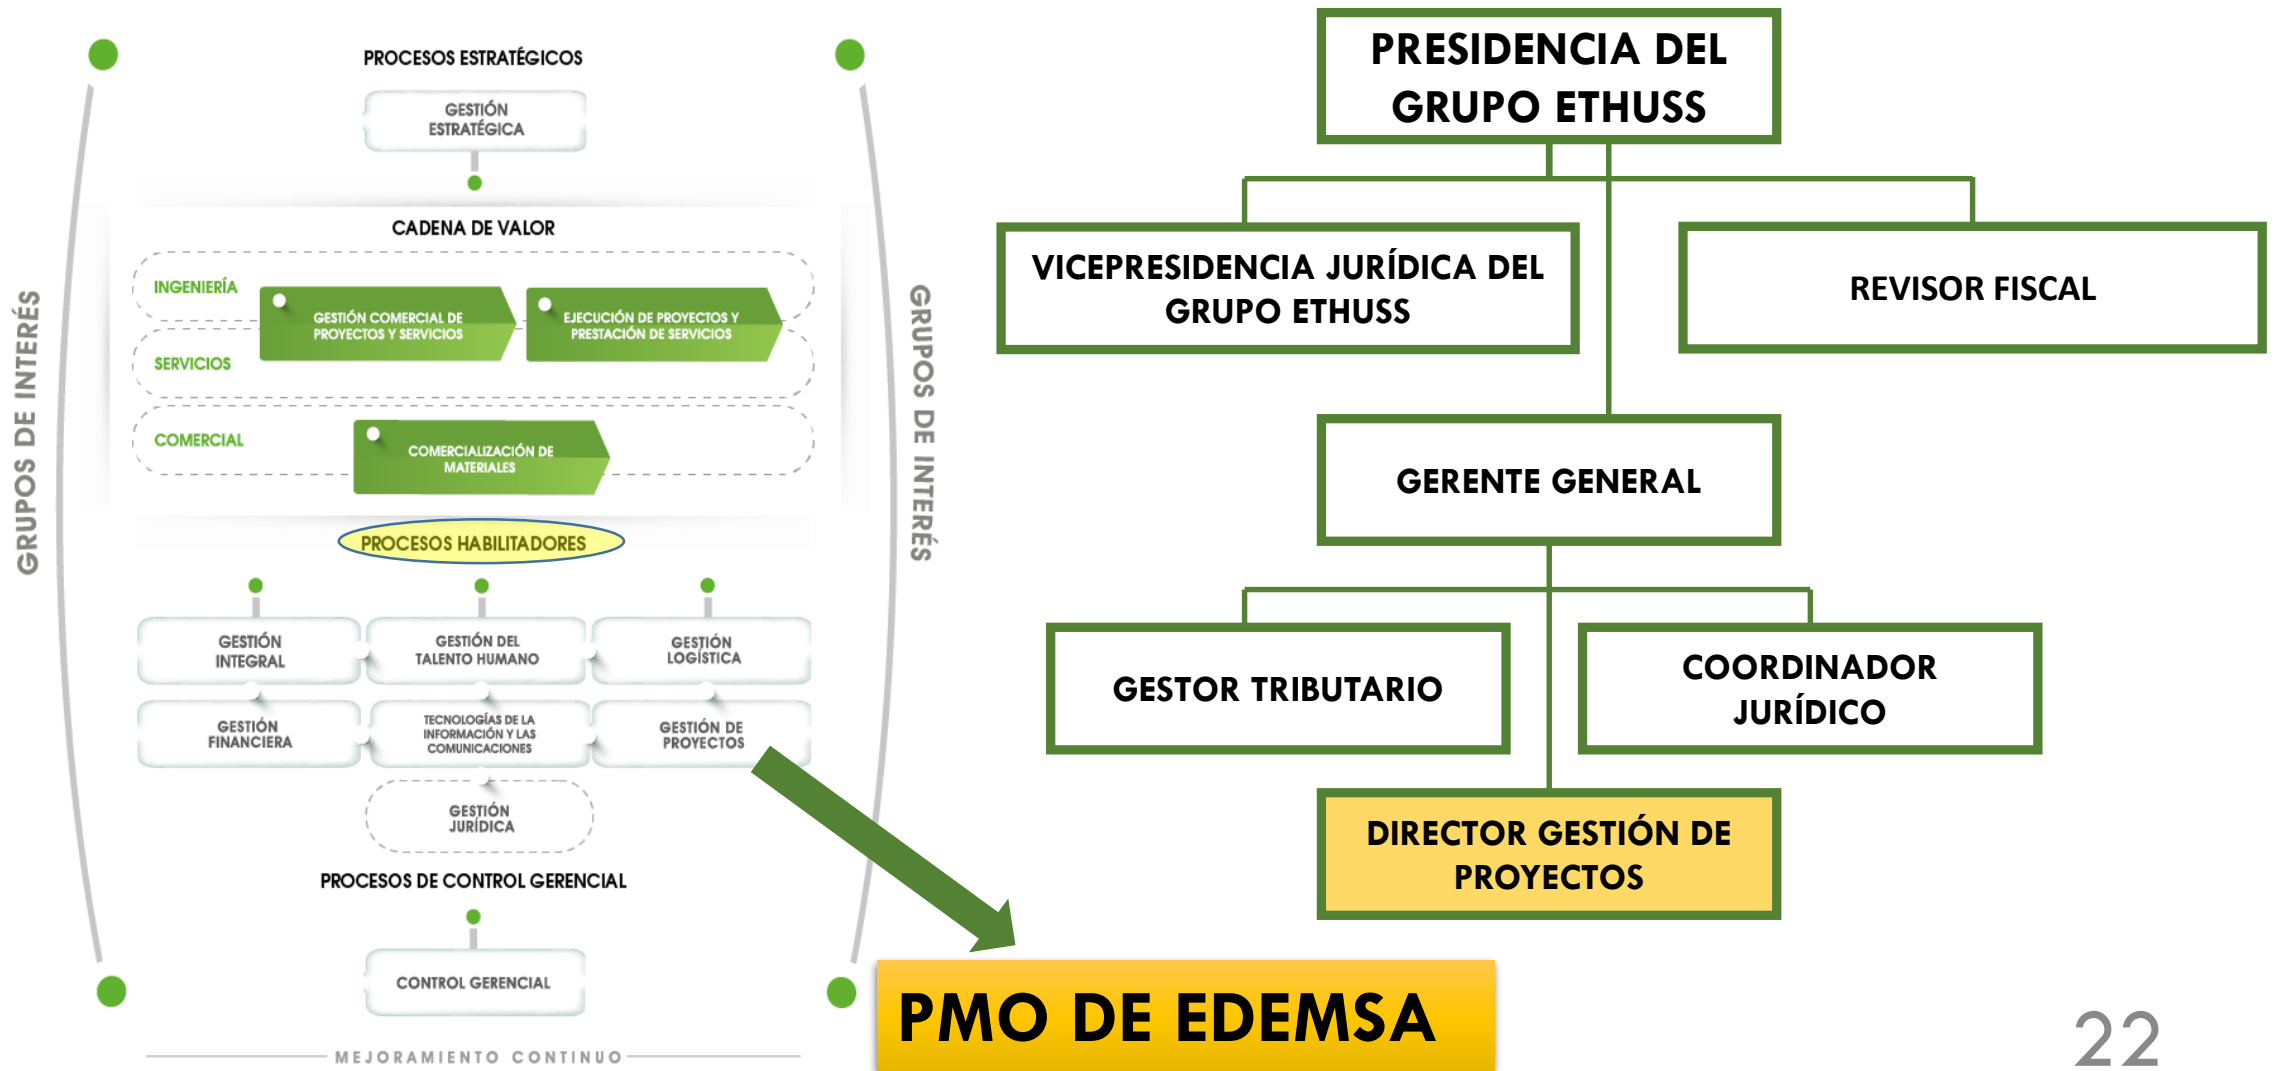 PROCESOS ESTRATÉGICOS
GESTIÓN
ESTRATÉGICA
CADENA DE VALOR
INGENIERÍA
GESTIÓN COMERCIAL DE
PROYECTOS Y SERVICIOS
EJECUCIÓN DE PROYECTOS Y
PRESTACIÓN DE SERVICIOS
SERVICIOS
COMERCIAL
COMERCIALIZACIÓN DE
MATERIALES
GRUPOS DE INTERÉS
GRUPOS DE INTERÉS
PROCESOS HABILITADORES
GESTIÓN
INTEGRAL
GESTIÓN DEL
TALENTO HUMANO
GESTIÓN
LOGÍSTICA
GESTIÓN
FINANCIERA
TECNOLOGÍAS DE LA
INFORMACIÓN Y LAS
COMUNICACIONES
GESTIÓN DE
PROYECTOS
GESTIÓN
JURÍDICA
PROCESOS DE CONTROL GERENCIAL
CONTROL GERENCIAL
MEJORAMIENTO CONTINUO
PRESIDENCIA DEL
GRUPO ETHUSS
VICEPRESIDENCIA JURÍDICA DEL
GRUPO ETHUSS
REVISOR FISCAL
GERENTE GENERAL
GESTOR TRIBUTARIO
COORDINADOR
JURÍDICO
DIRECTOR GESTIÓN DE
PROYECTOS
PMO DE EDEMSA
22